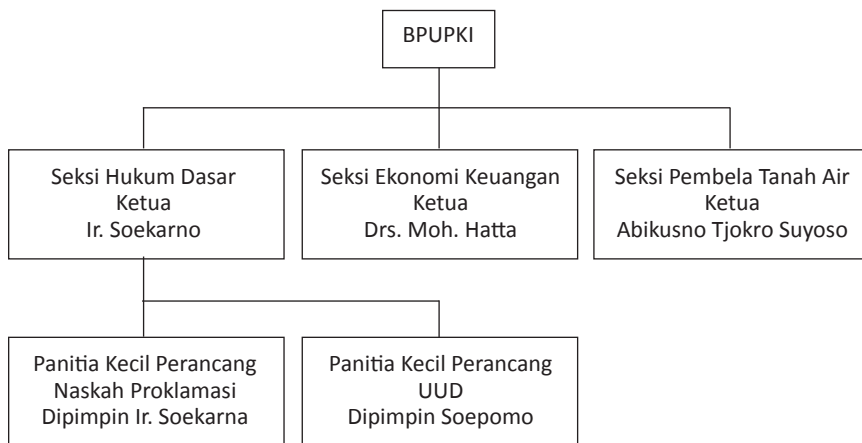 BPUPKI
Seksi Hukum Dasar
Ketua
Ir. Soekarno
Seksi Ekonomi Keuangan
Ketua
Drs. Moh. Hatta
Seksi Pembela Tanah Air
Ketua
Abikusno Tjokro Suyoso
Panitia Kecil Perancang
Naskah Proklamasi
Dipimpin Ir. Soekarna
Panitia Kecil Perancang
UUD
Dipimpin Soepomo